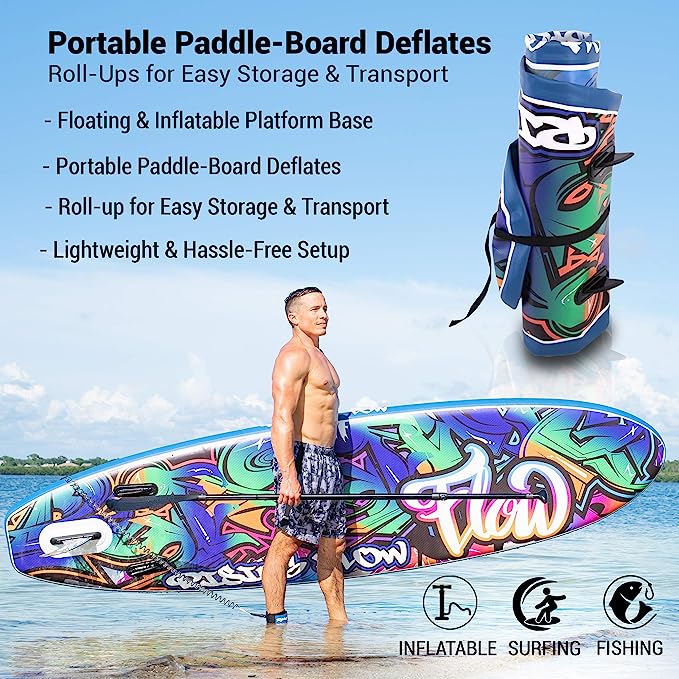 Portable Paddle-Board Deflates
Roll-Ups for Easy Storage & Transport
- Floating & Inflatable Platform Base
- Portable Paddle-Board Deflates
- Roll-up for Easy Storage & Transport
- Lightweight & Hassle-Free Setup
Flow
INFLATABLE SURFING FISHING